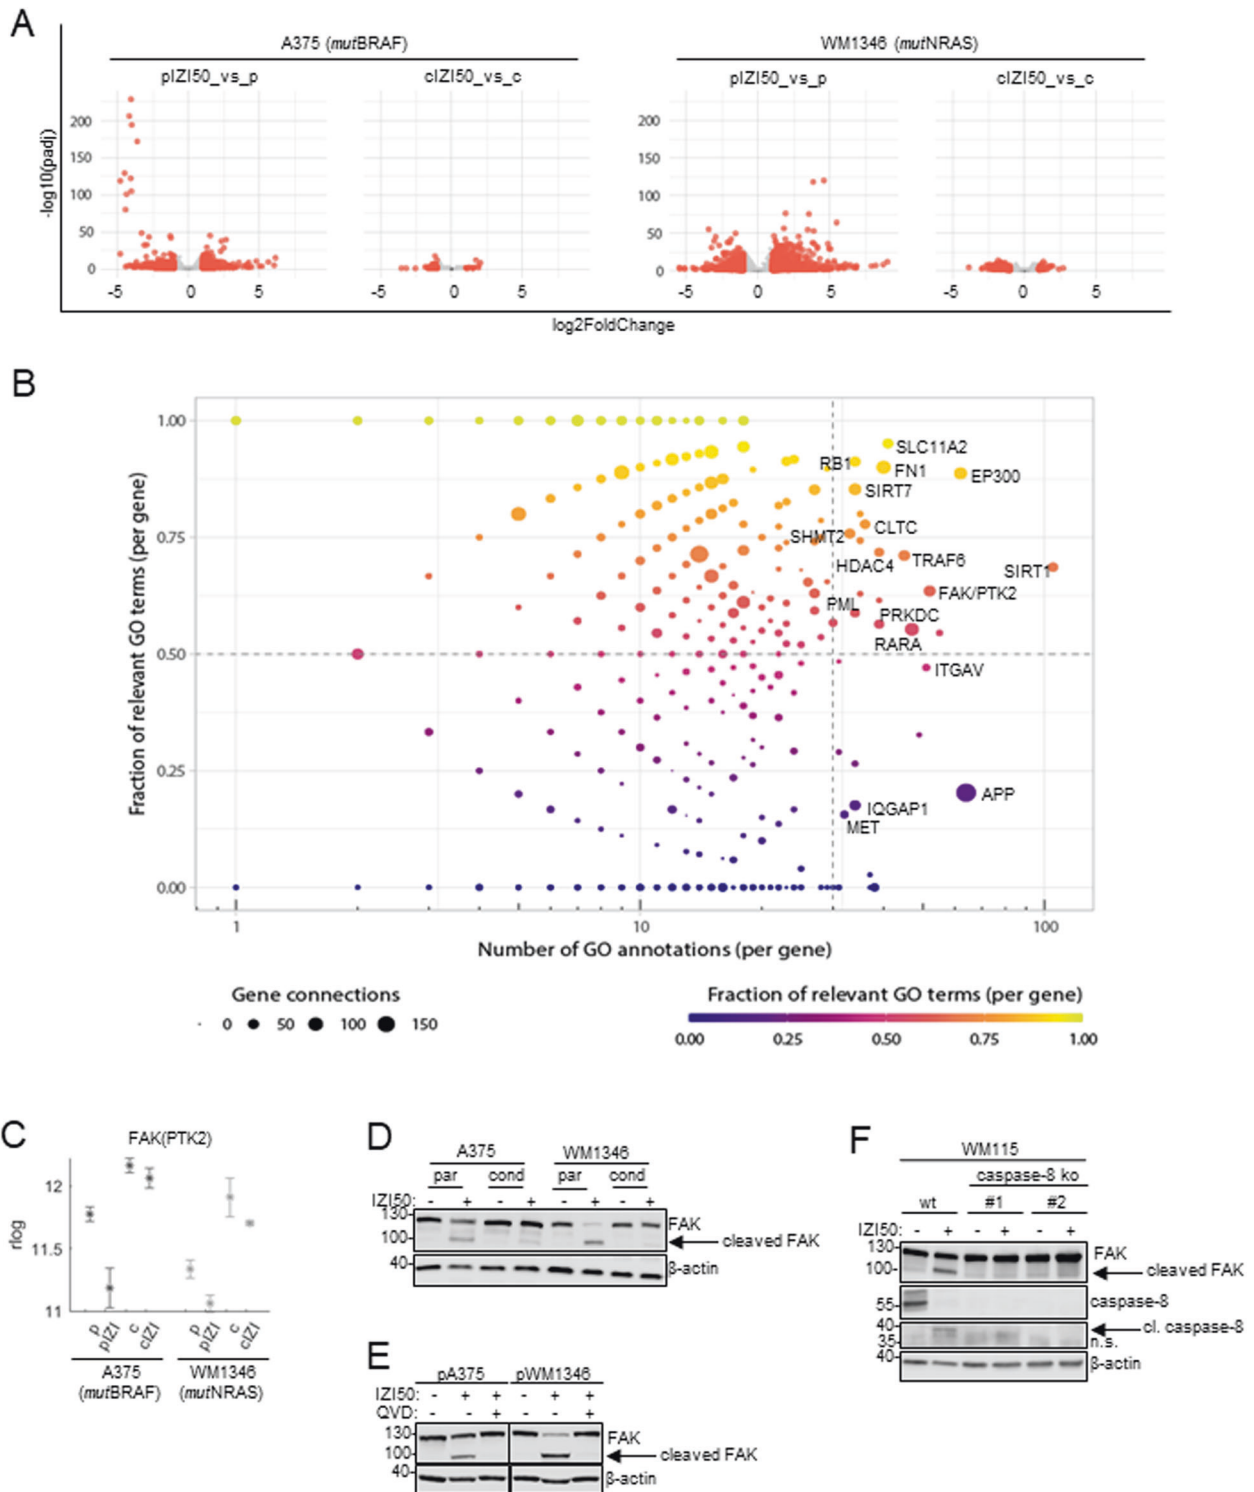 A
A375 (mutBRAF)
WM1346 (mutNRAS)
pIZI50_vs_p
cIZI50_vs_c
pIZI50_vs_p
cIZI50_vs_c
-log10(padj)
200
150
100
50
0
200
150
100
50
0
-5 0 5
-5 0 5
-5 0 5
-5 0 5
log2FoldChange
B
Fraction of relevant GO terms (per gene)
1.00
0.75
0.50
0.25
0.00
SLC11A2
RB1
FN1
EP300
SIRT7
CLTC
SHMT2
HDAC4
TRAF6
SIRT1
FAK/PTK2
PML
PRKDC
RARA
ITGAV
APP
IQGAP1
MET
1 10 100
Number of GO annotations (per gene)
Gene connections
0 50 100 150
Fraction of relevant GO terms (per gene)
0.00 0.25 0.50 0.75 1.00
C
FAK(PTK2)
rlog
12
11.5
11
p pIZI c cIZI p pIZI c cIZI
A375 WM1346
(mutBRAF) (mutNRAS)
D
A375 WM1346
par cond par cond
IZI50: - + - + - + - +
130-
FAK
100-
cleaved FAK
40-
ß-actin
E
pA375 pWM1346
IZI50: - + + - + +
QVD: - - + - - +
130-
FAK
100-
cleaved FAK
40-
ß-actin
F
WM115
caspase-8 ko
wt #1 #2
IZI50: - + - + - +
130-
FAK
100-
cleaved FAK
55-
caspase-8
40-
cl. caspase-8
35-
n.s.
40-
ß-actin